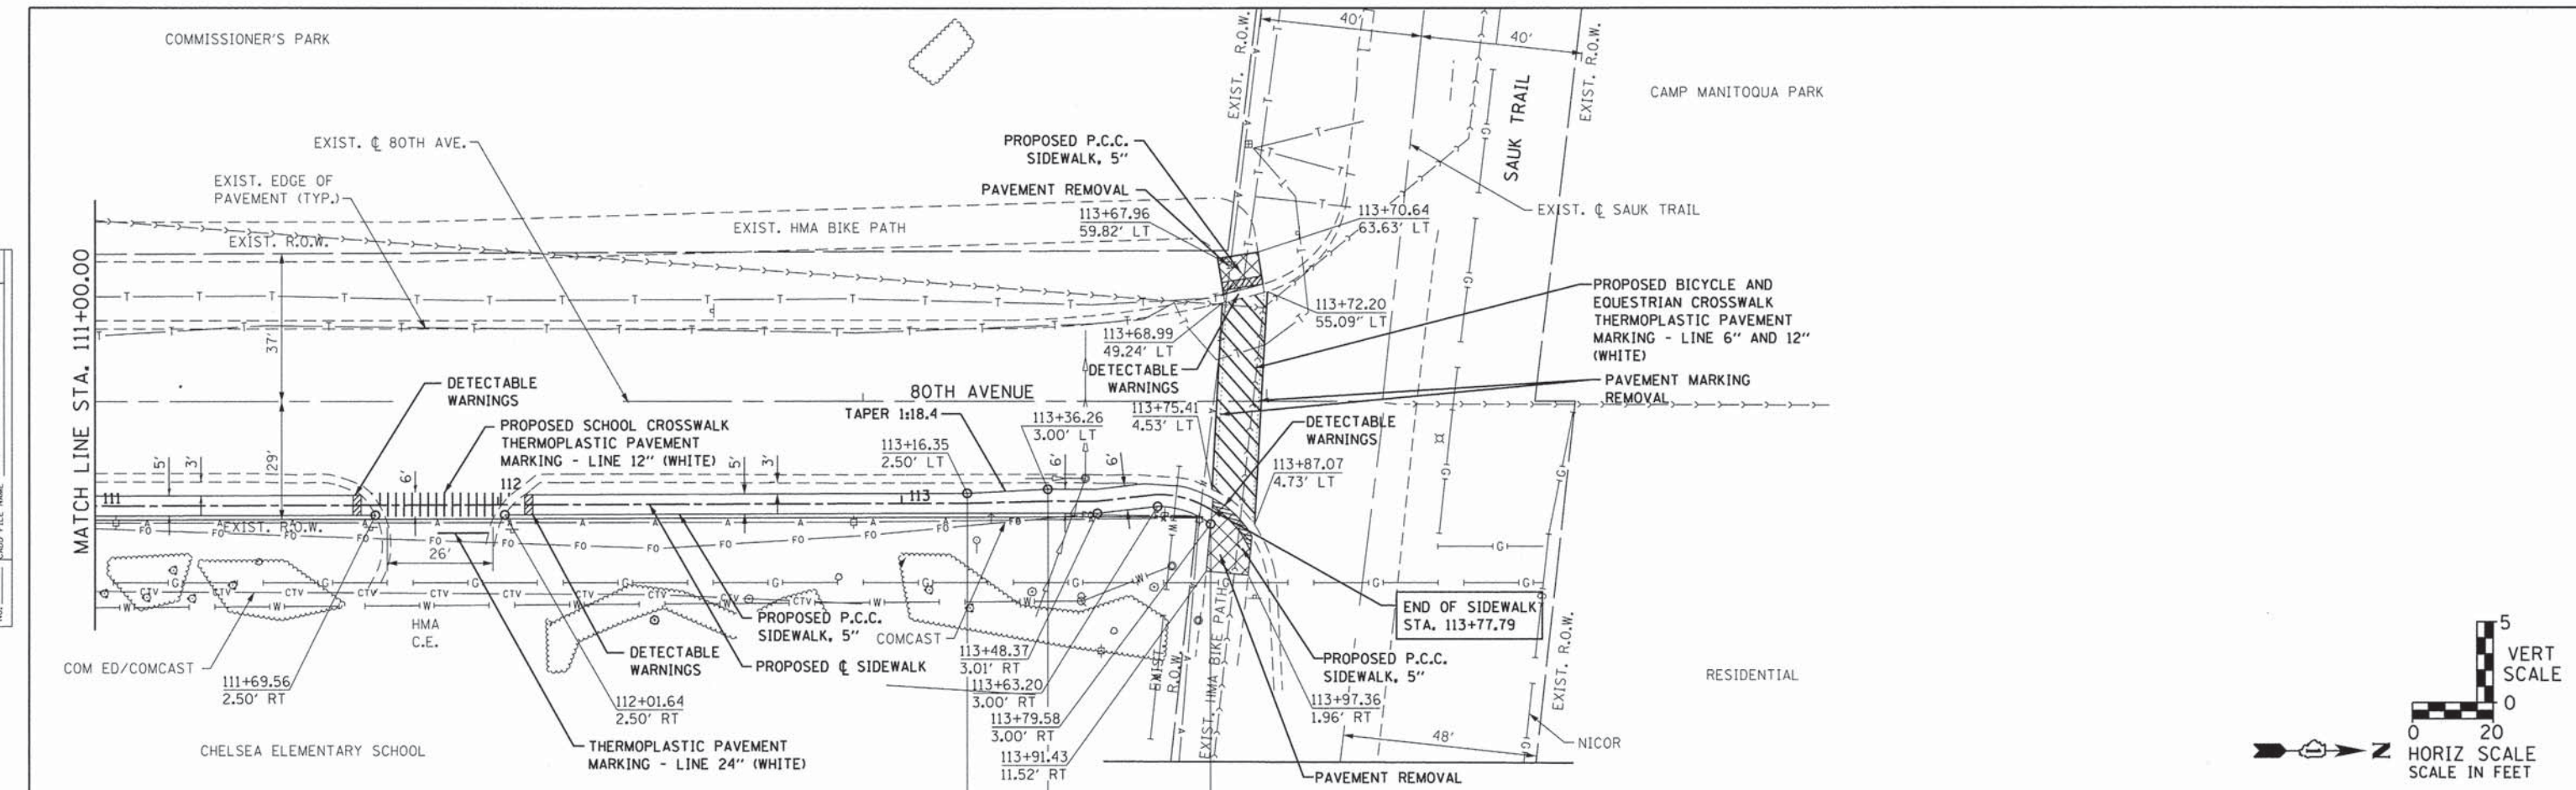 COMMISSIONER'S PARK
EXIST. ℄ 80TH AVE.
EXIST. EDGE OF
PAVEMENT (TYP.)
EXIST. R.O.W.
EXIST. HMA BIKE PATH
MATCH LINE STA. 111+00.00
37'
29'
5'
3'
6'
5'
3'
6'
6'
DETECTABLE
WARNINGS
PROPOSED SCHOOL CROSSWALK
THERMOPLASTIC PAVEMENT
MARKING - LINE 12" (WHITE)
80TH AVENUE
TAPER 1:18.4
113+16.35
2.50' LT
113+36.26
3.00' LT
113+75.41
4.53' LT
111
112
113
EXIST. R.O.W.
26'
HMA
C.E.
COM ED/COMCAST
111+69.56
2.50' RT
112+01.64
2.50' RT
CHELSEA ELEMENTARY SCHOOL
THERMOPLASTIC PAVEMENT
MARKING - LINE 24" (WHITE)
DETECTABLE
WARNINGS
PROPOSED P.C.C.
SIDEWALK, 5"
PROPOSED ℄ SIDEWALK
COMCAST
113+48.37
3.01' RT
113+63.20
3.00' RT
113+79.58
3.00' RT
113+91.43
11.52' RT
PROPOSED P.C.C.
SIDEWALK, 5"
PAVEMENT REMOVAL
113+67.96
59.82' LT
113+70.64
63.63' LT
113+72.20
55.09" LT
113+68.99
49.24' LT
DETECTABLE
WARNINGS
EXIST. R.O.W.
40'
40'
EXIST. R.O.W.
SAUK TRAIL
CAMP MANITOQUA PARK
EXIST. ℄ SAUK TRAIL
PROPOSED BICYCLE AND
EQUESTRIAN CROSSWALK
THERMOPLASTIC PAVEMENT
MARKING - LINE 6" AND 12"
(WHITE)
PAVEMENT MARKING
REMOVAL
DETECTABLE
WARNINGS
113+87.07
4.73' LT
END OF SIDEWALK
STA. 113+77.79
PROPOSED P.C.C.
SIDEWALK, 5"
113+97.36
1.96' RT
EXIST.
R.O.W.
EXIST. HMA BIKE PATH
EXIST. R.O.W.
48'
NICOR
PAVEMENT REMOVAL
RESIDENTIAL
5
VERT
SCALE
0
0 20
HORIZ SCALE
SCALE IN FEET
N